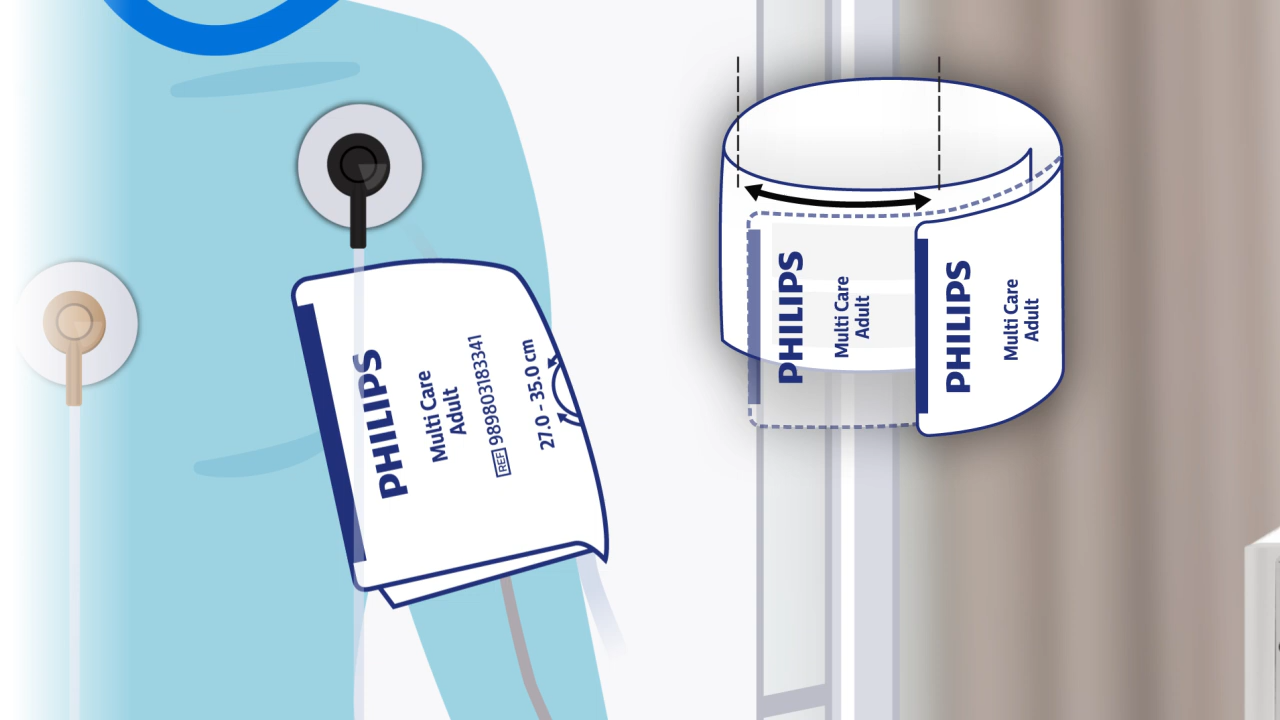 PHILIPS
Multi Care
Adult
REF 989803183341
27.0 - 35.0 cm
PHILIPS
Multi Care
Adult
PHILIPS
Multi Care
Adult